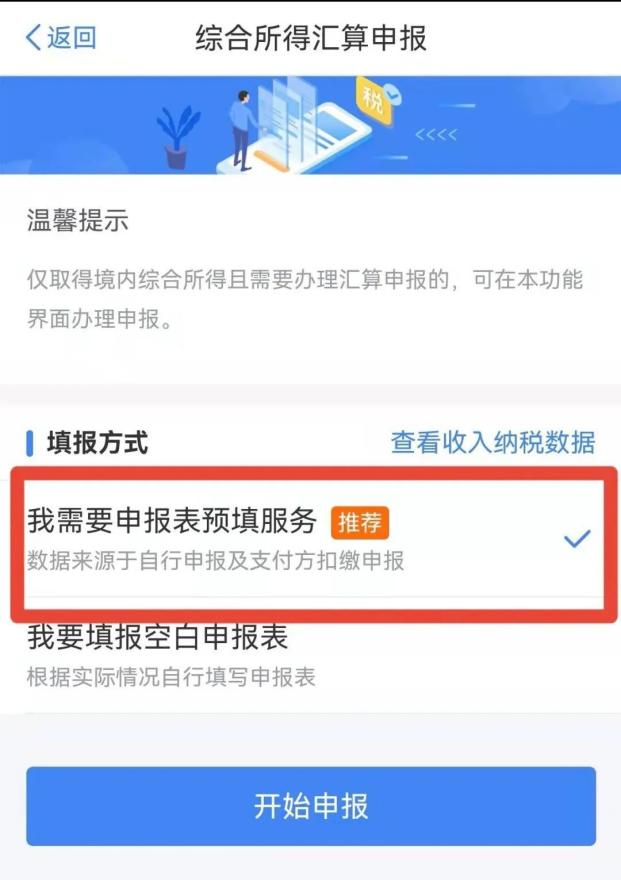 返回
综合所得汇算申报
税
温馨提示
仅取得境内综合所得且需要办理汇算申报的，可在本功能
界面办理申报。
填报方式
查看收入纳税数据
我需要申报表预填服务 推荐
数据来源于自行申报及支付方扣缴申报
我要填报空白申报表
根据实际情况自行填写申报表
开始申报